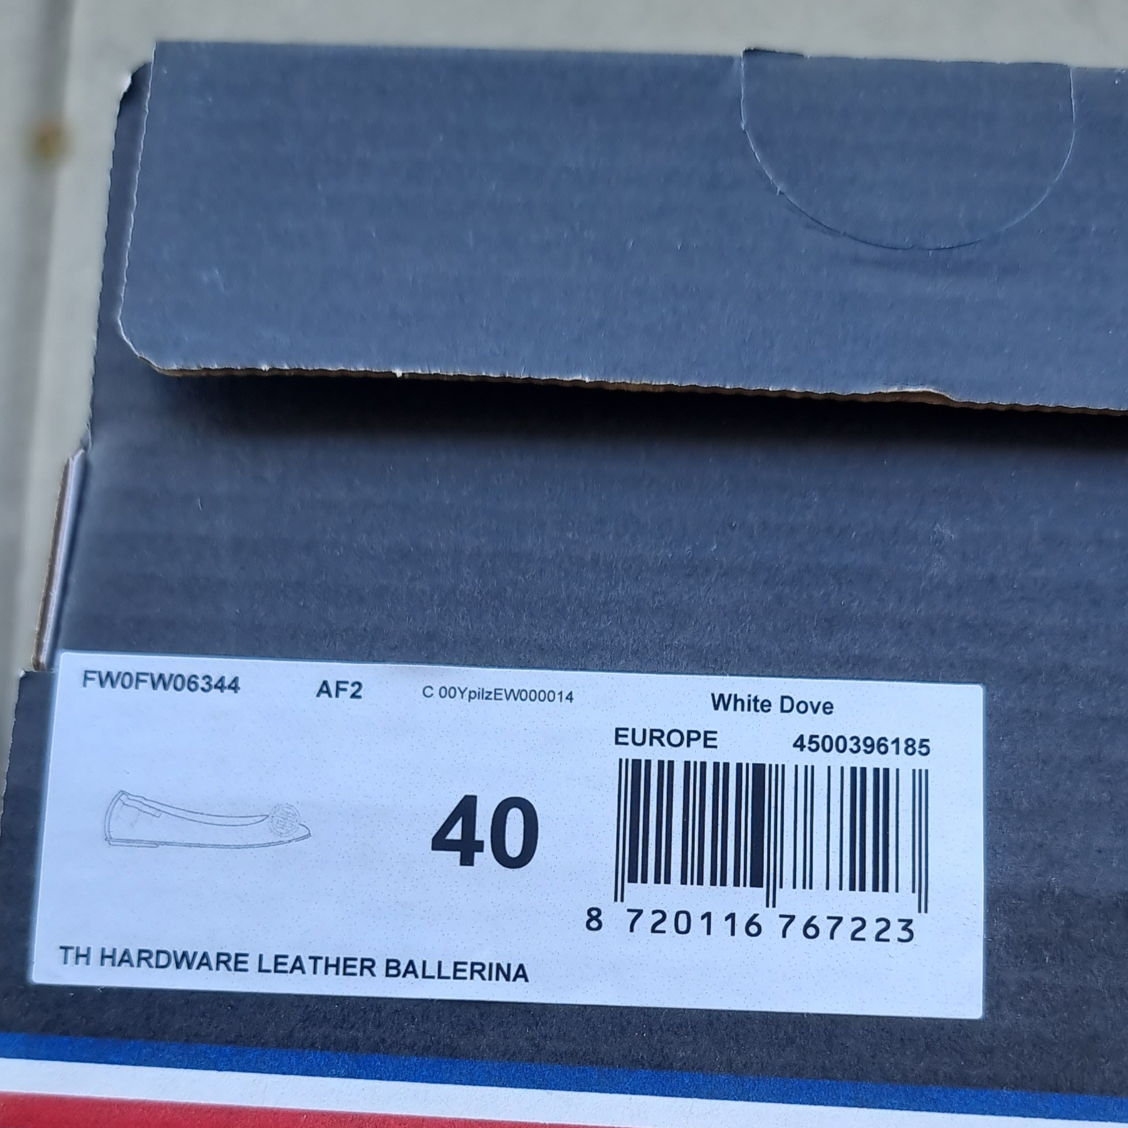 FW0FW06344 AF2 C 00YpilzEW000014 White Dove
EUROPE 4500396185
40
8 720116 767223
TH HARDWARE LEATHER BALLERINA